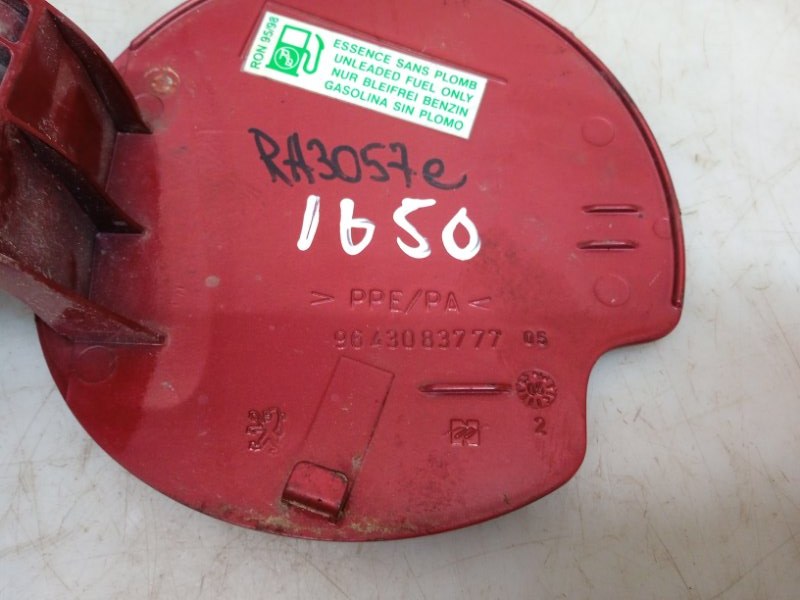 RON 95/98
ESSENCE SANS PLOMB
UNLEADED FUEL ONLY
NUR BLEIFREI BENZIN
GASOLINA SIN PLOMO
RA3057e
1650
> PPE/PA <
9643083777 05
2